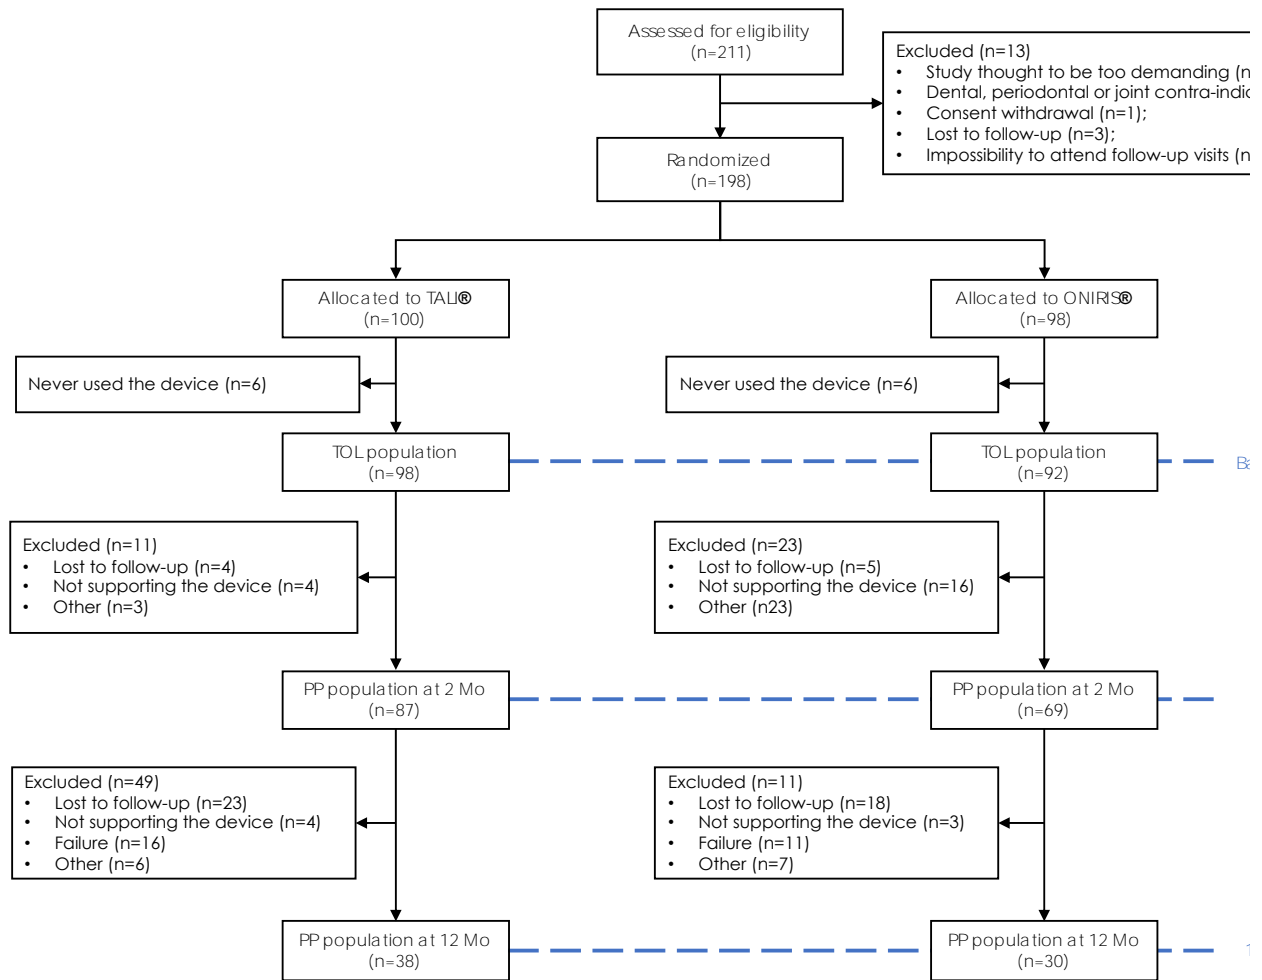 Assessed for eligibility
(n=211)
Excluded (n=13)
• Study thought to be too demanding (n
• Dental, periodontal or joint contra-indic
• Consent withdrawal (n=1);
• Lost to follow-up (n=3);
• Impossibility to attend follow-up visits (n
Randomized
(n=198)
Allocated to TALI®
(n=100)
Allocated to ONIRIS®
(n=98)
Never used the device (n=6)
Never used the device (n=6)
TOL population
(n=98)
TOL population
(n=92)
Ba
Excluded (n=11)
• Lost to follow-up (n=4)
• Not supporting the device (n=4)
• Other (n=3)
Excluded (n=23)
• Lost to follow-up (n=5)
• Not supporting the device (n=16)
• Other (n23)
PP population at 2 Mo
(n=87)
PP population at 2 Mo
(n=69)
Excluded (n=49)
• Lost to follow-up (n=23)
• Not supporting the device (n=4)
• Failure (n=16)
• Other (n=6)
Excluded (n=11)
• Lost to follow-up (n=18)
• Not supporting the device (n=3)
• Failure (n=11)
• Other (n=7)
PP population at 12 Mo
(n=38)
PP population at 12 Mo
(n=30)
1